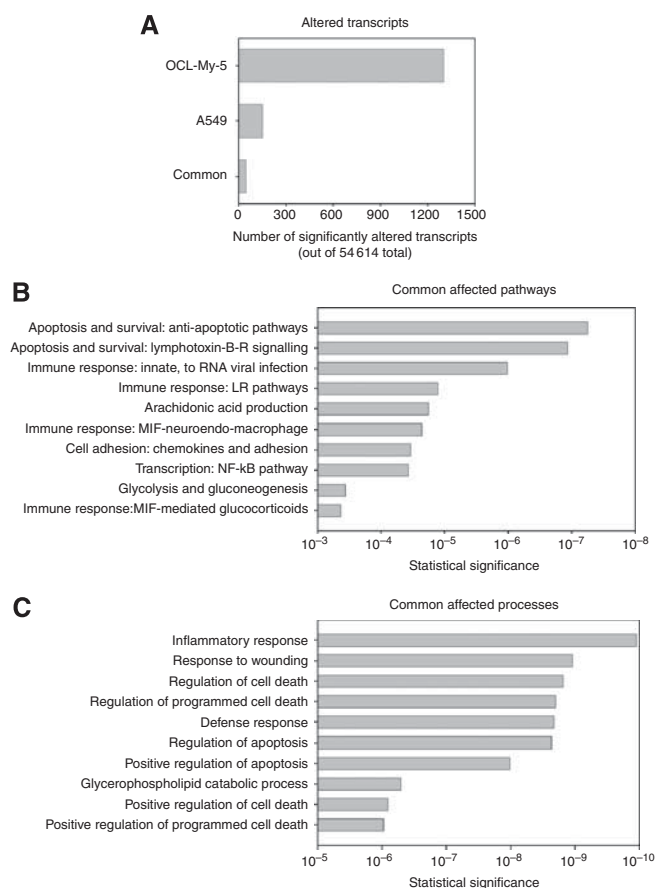 A
Altered transcripts
OCL-My-5
A549
Common
0 300 600 900 1200 1500
Number of significantly altered transcripts
(out of 54 614 total)
B
Common affected pathways
Apoptosis and survival: anti-apoptotic pathways
Apoptosis and survival: lymphotoxin-B-R signalling
Immune response: innate, to RNA viral infection
Immune response: LR pathways
Arachidonic acid production
Immune response: MIF-neuroendo-macrophage
Cell adhesion: chemokines and adhesion
Transcription: NF-kB pathway
Glycolysis and gluconeogenesis
Immune response:MIF-mediated glucocorticoids
10⁻³ 10⁻⁴ 10⁻⁵ 10⁻⁶ 10⁻⁷ 10⁻⁸
Statistical significance
C
Common affected processes
Inflammatory response
Response to wounding
Regulation of cell death
Regulation of programmed cell death
Defense response
Regulation of apoptosis
Positive regulation of apoptosis
Glycerophospholipid catabolic process
Positive regulation of cell death
Positive regulation of programmed cell death
10⁻⁵ 10⁻⁶ 10⁻⁷ 10⁻⁸ 10⁻⁹ 10⁻¹⁰
Statistical significance